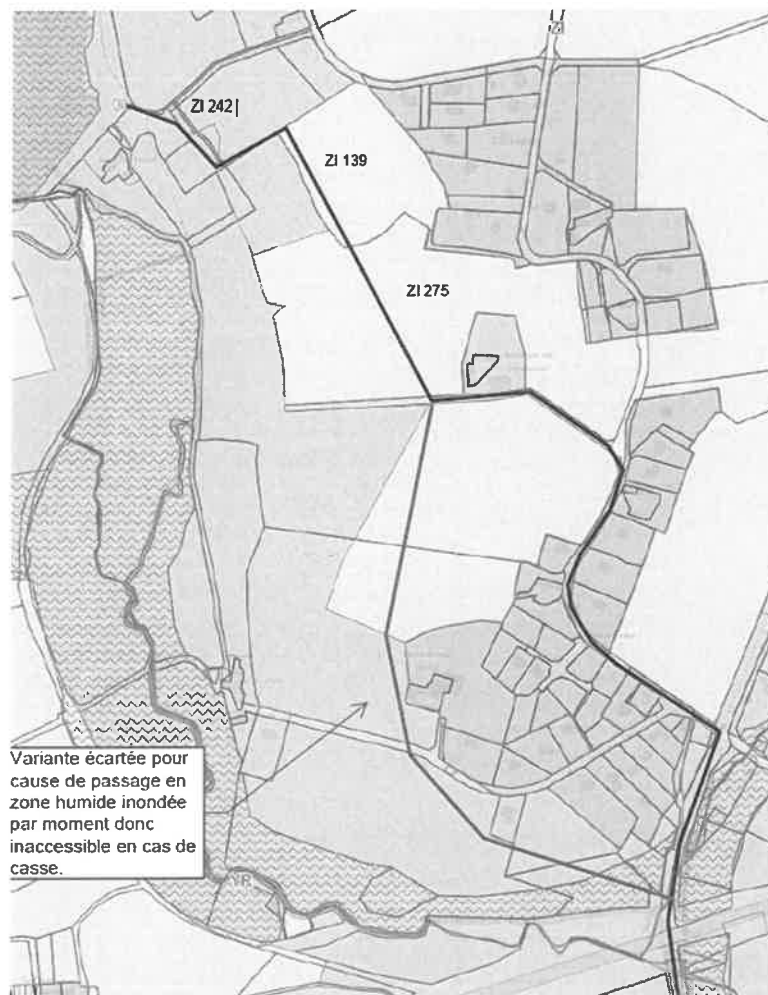 ZI
ZI 242|
ZI 139
ZI 275
Variante écartée pour
cause de passage en
zone humide inondée
par moment donc
inaccessible en cas de
casse.